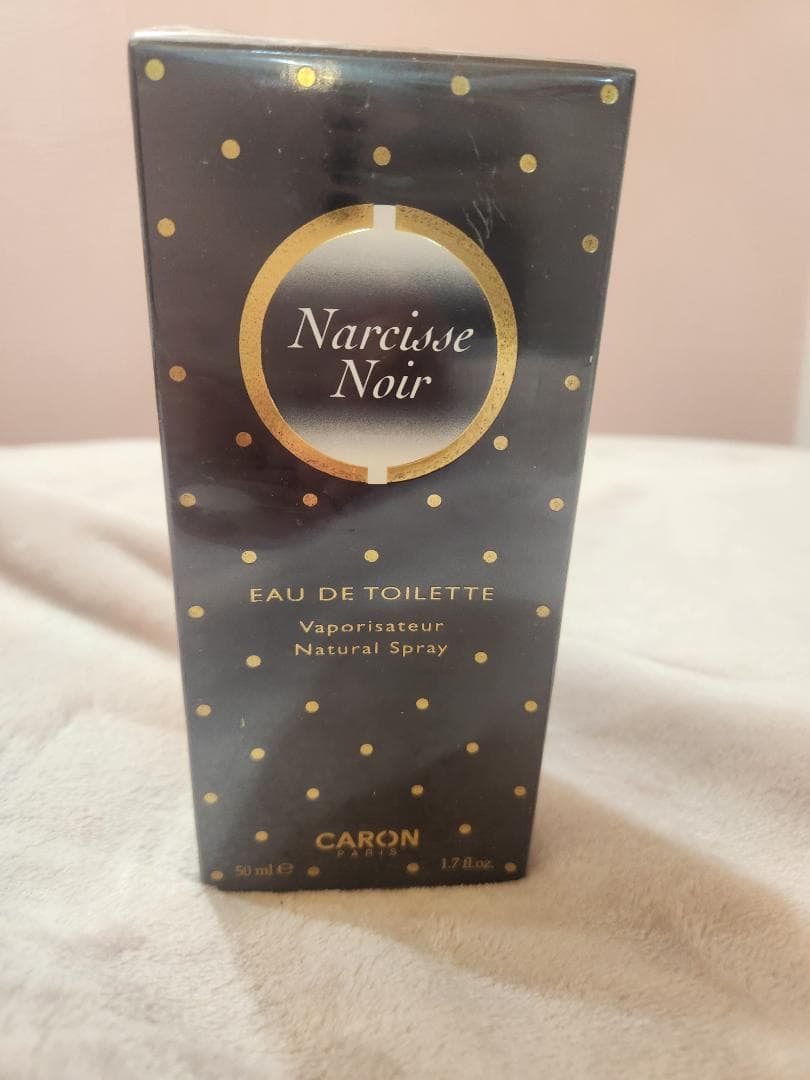 Narcisse
Noir
EAU DE TOILETTE
Vaporisateur
Natural Spray
CARON
PARIS
50 ml ℮ 1.7 fl.oz.